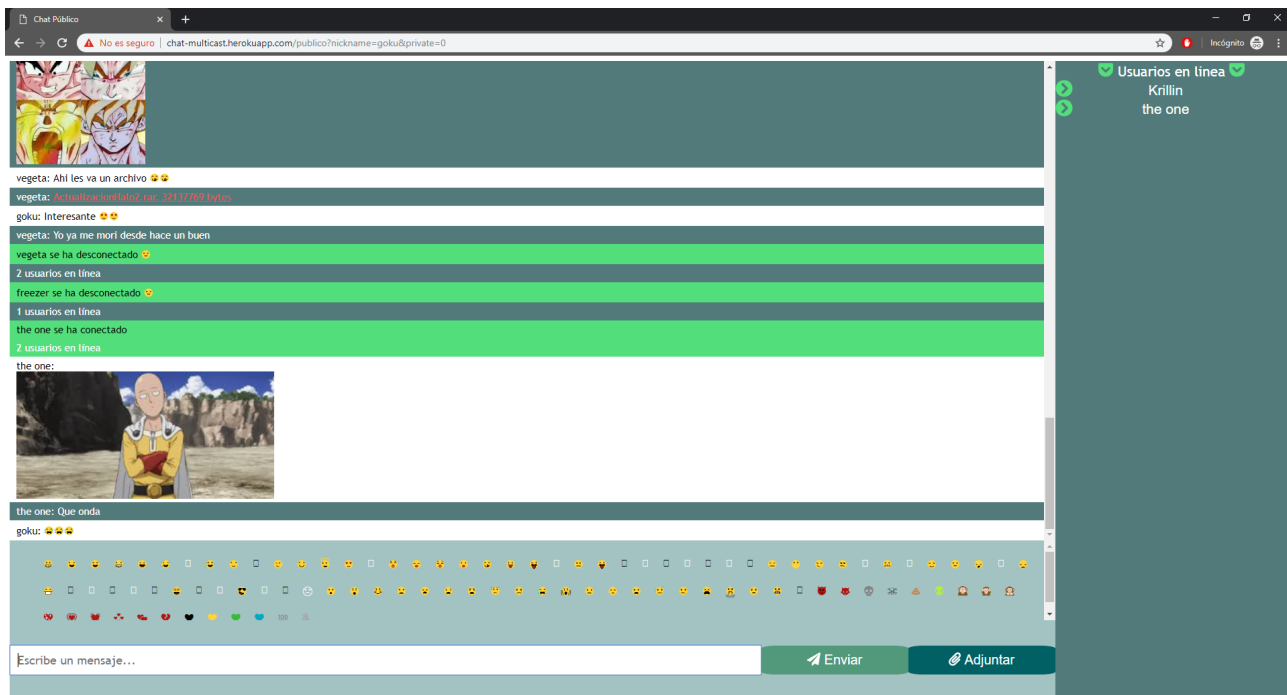 Chat Público
No es seguro | chat-multicast.herokuapp.com/publico?nickname=goku&private=0
Incógnito
Usuarios en linea
Krillin
the one
vegeta: Ahi les va un archivo
vegeta: ActualizacionHalo2.rar, 32137769 bytes
goku: Interesante
vegeta: Yo ya me mori desde hace un buen
vegeta se ha desconectado
2 usuarios en línea
freezer se ha desconectado
1 usuarios en línea
the one se ha conectado
2 usuarios en línea
the one:
the one: Que onda
goku:
100
Escribe un mensaje...
Enviar
Adjuntar